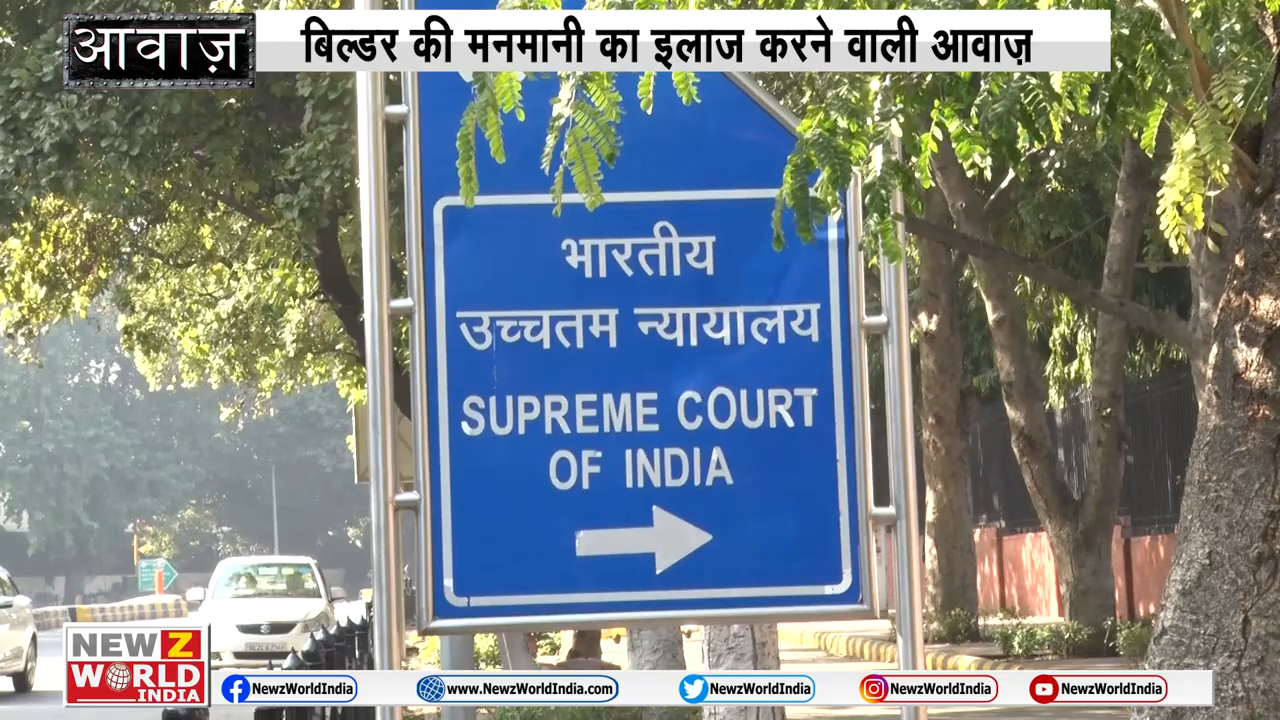 आवाज़
बिल्डर की मनमानी का इलाज करने वाली आवाज़
भारतीय
उच्चतम न्यायालय
SUPREME COURT
OF INDIA
NEWZ
WORLD
INDIA
NewzWorldIndia
www.NewzWorldIndia.com
NewzWorldIndia
NewzWorldIndia
NewzWorldIndia